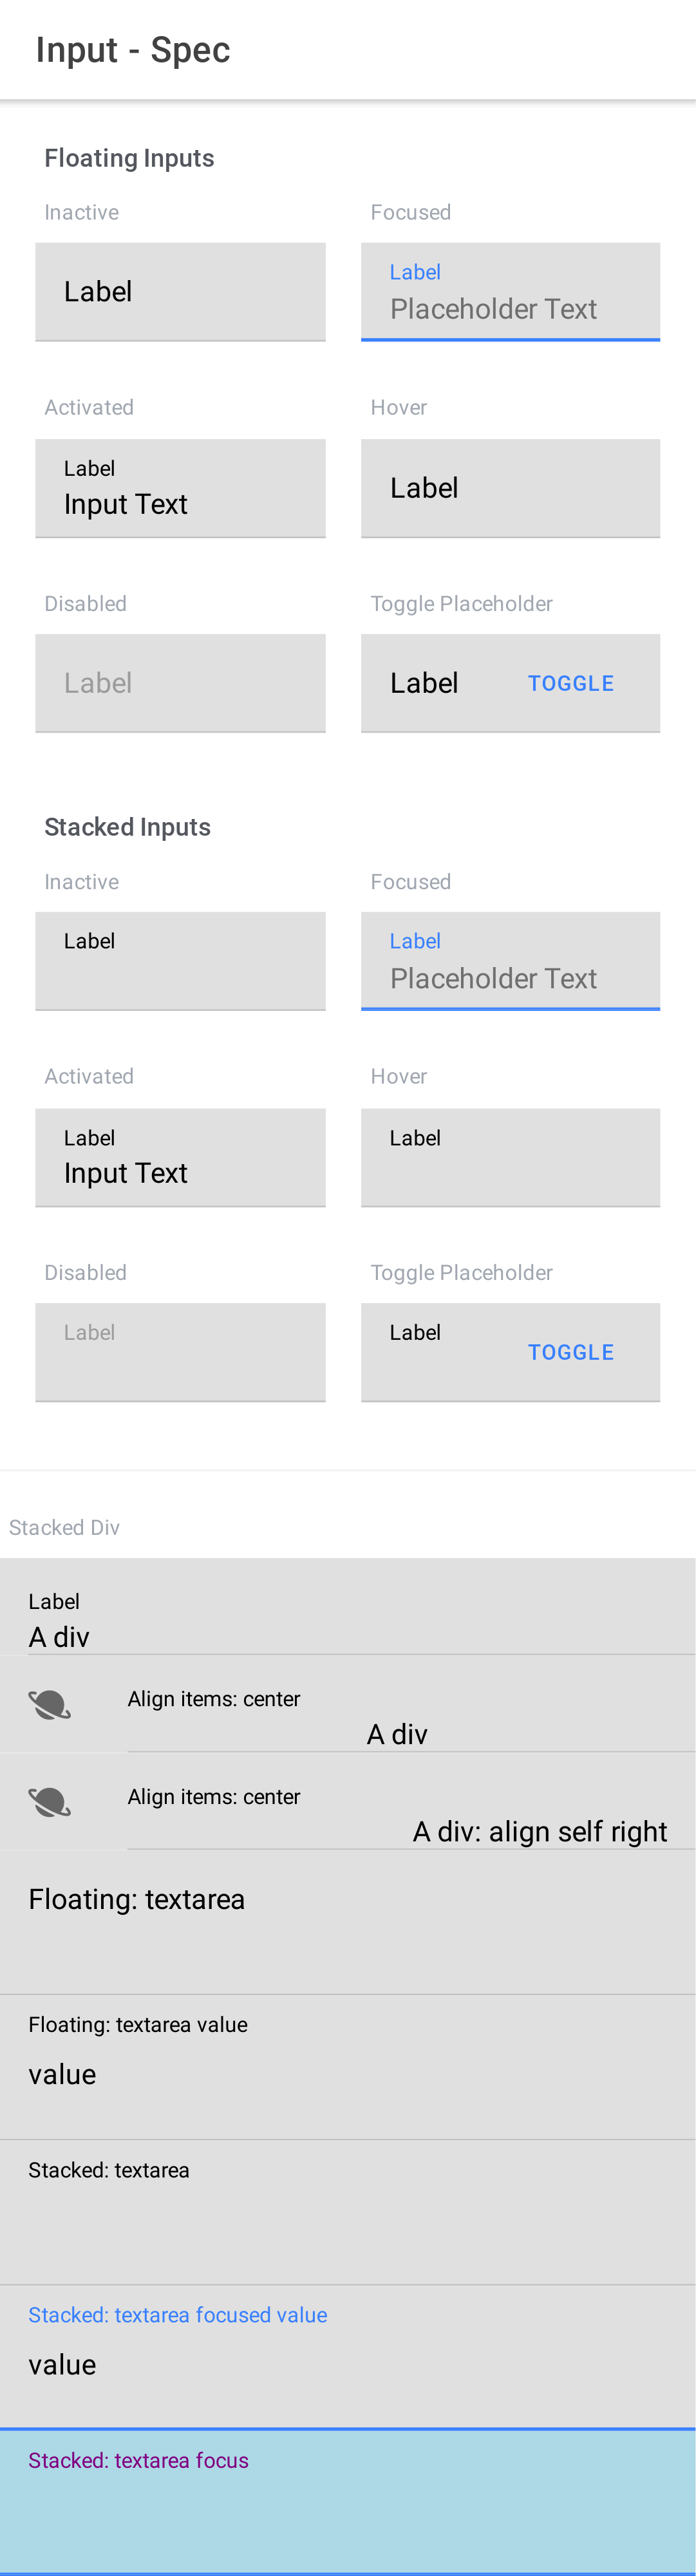 Input - Spec
Floating Inputs
Inactive
Focused
Label
Label
Placeholder Text
Activated
Hover
Label
Input Text
Label
Disabled
Toggle Placeholder
Label
Label
TOGGLE
Stacked Inputs
Inactive
Focused
Label
Label
Placeholder Text
Activated
Hover
Label
Input Text
Label
Disabled
Toggle Placeholder
Label
Label
TOGGLE
Stacked Div
Label
A div
Align items: center
A div
Align items: center
A div: align self right
Floating: textarea
Floating: textarea value
value
Stacked: textarea
Stacked: textarea focused value
value
Stacked: textarea focus